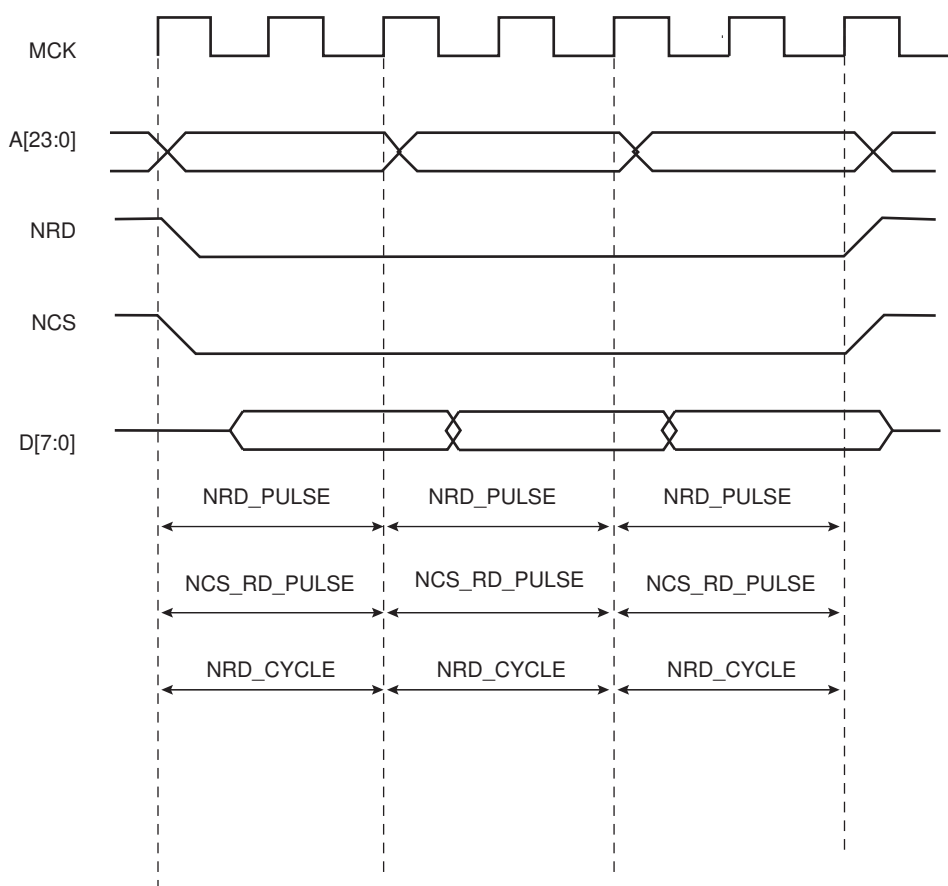 MCK
A[23:0]
NRD
NCS
D[7:0]
NRD_PULSE NRD_PULSE NRD_PULSE
NCS_RD_PULSE NCS_RD_PULSE NCS_RD_PULSE
NRD_CYCLE NRD_CYCLE NRD_CYCLE